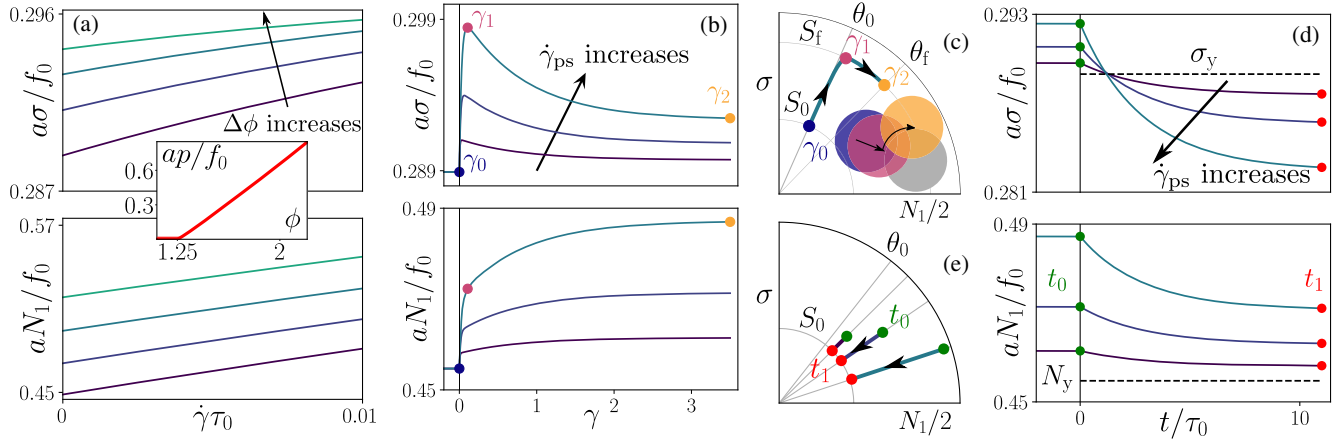 (a)
0.296
aσ/f₀
0.287
Δϕ increases
ap/f₀
0.6
0.3
1.25
2
ϕ
0.57
aN₁/f₀
0.45
0
γ̇τ₀
0.01
(b)
0.299
aσ/f₀
0.289
γ₁
γ̇ₚₛ increases
γ₂
γ₀
0.49
aN₁/f₀
0.45
0
1
2
3
γ
(c)
σ
S_f
θ₀
γ₁
θ_f
γ₂
S₀
γ₀
N₁/2
(e)
σ
θ₀
S₀
t₀
t₁
N₁/2
(d)
0.293
aσ/f₀
0.281
σ_y
γ̇ₚₛ increases
0.49
aN₁/f₀
0.45
t₀
t₁
N_y
0
10
t/τ₀